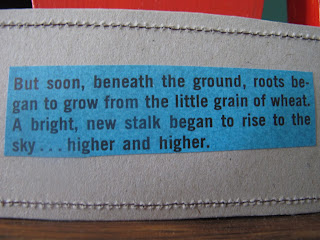 But soon, beneath the ground, roots be-
gan to grow from the little grain of wheat.
A bright, new stalk began to rise to the
sky . . . higher and higher.